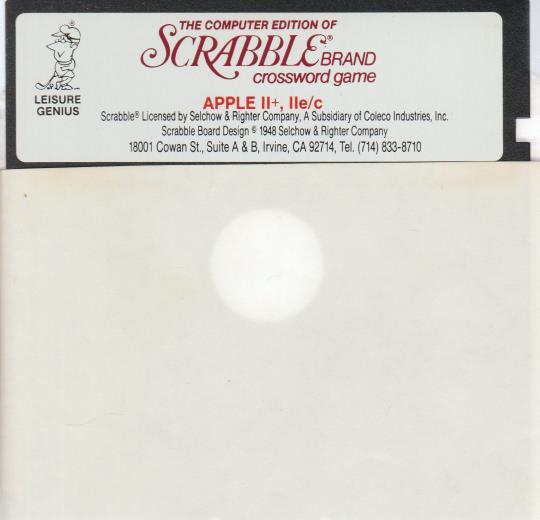 THE COMPUTER EDITION OF
SCRABBLE® BRAND
crossword game
®
LEISURE
GENIUS
APPLE II+, IIe/c
Scrabble® Licensed by Selchow & Righter Company, A Subsidiary of Coleco Industries, Inc.
Scrabble Board Design © 1948 Selchow & Righter Company
18001 Cowan St., Suite A & B, Irvine, CA 92714, Tel. (714) 833-8710